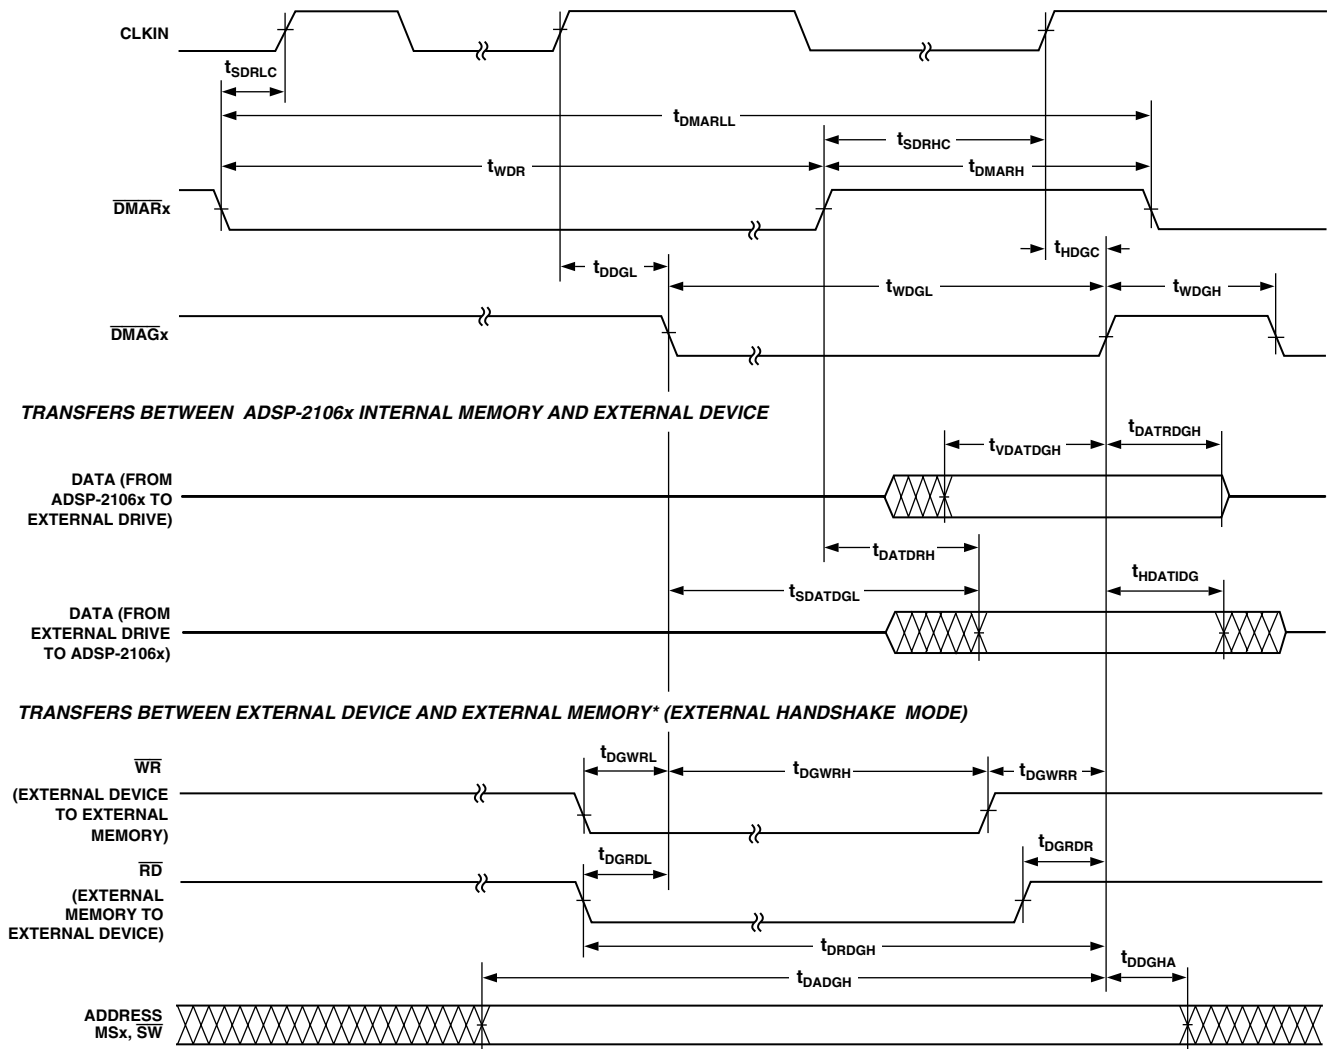 CLKIN
tSDRLC
tDMARLL
tSDRHC
tWDR
tDMARH
DMARx
tHDGC
tDDGL
tWDGL
tWDGH
DMAGx
TRANSFERS BETWEEN ADSP-2106x INTERNAL MEMORY AND EXTERNAL DEVICE
tDATRDGH
tVDATDGH
DATA (FROM
ADSP-2106x TO
EXTERNAL DRIVE)
tDATDRH
tHDATIDG
tSDATDGL
DATA (FROM
EXTERNAL DRIVE
TO ADSP-2106x)
TRANSFERS BETWEEN EXTERNAL DEVICE AND EXTERNAL MEMORY* (EXTERNAL HANDSHAKE MODE)
WR
tDGWRL
tDGWRH
tDGWRR
(EXTERNAL DEVICE
TO EXTERNAL
MEMORY)
tDGRDR
RD
tDGRDL
(EXTERNAL
MEMORY TO
EXTERNAL DEVICE)
tDRDGH
tDDGHA
tDADGH
ADDRESS
MSx, SW